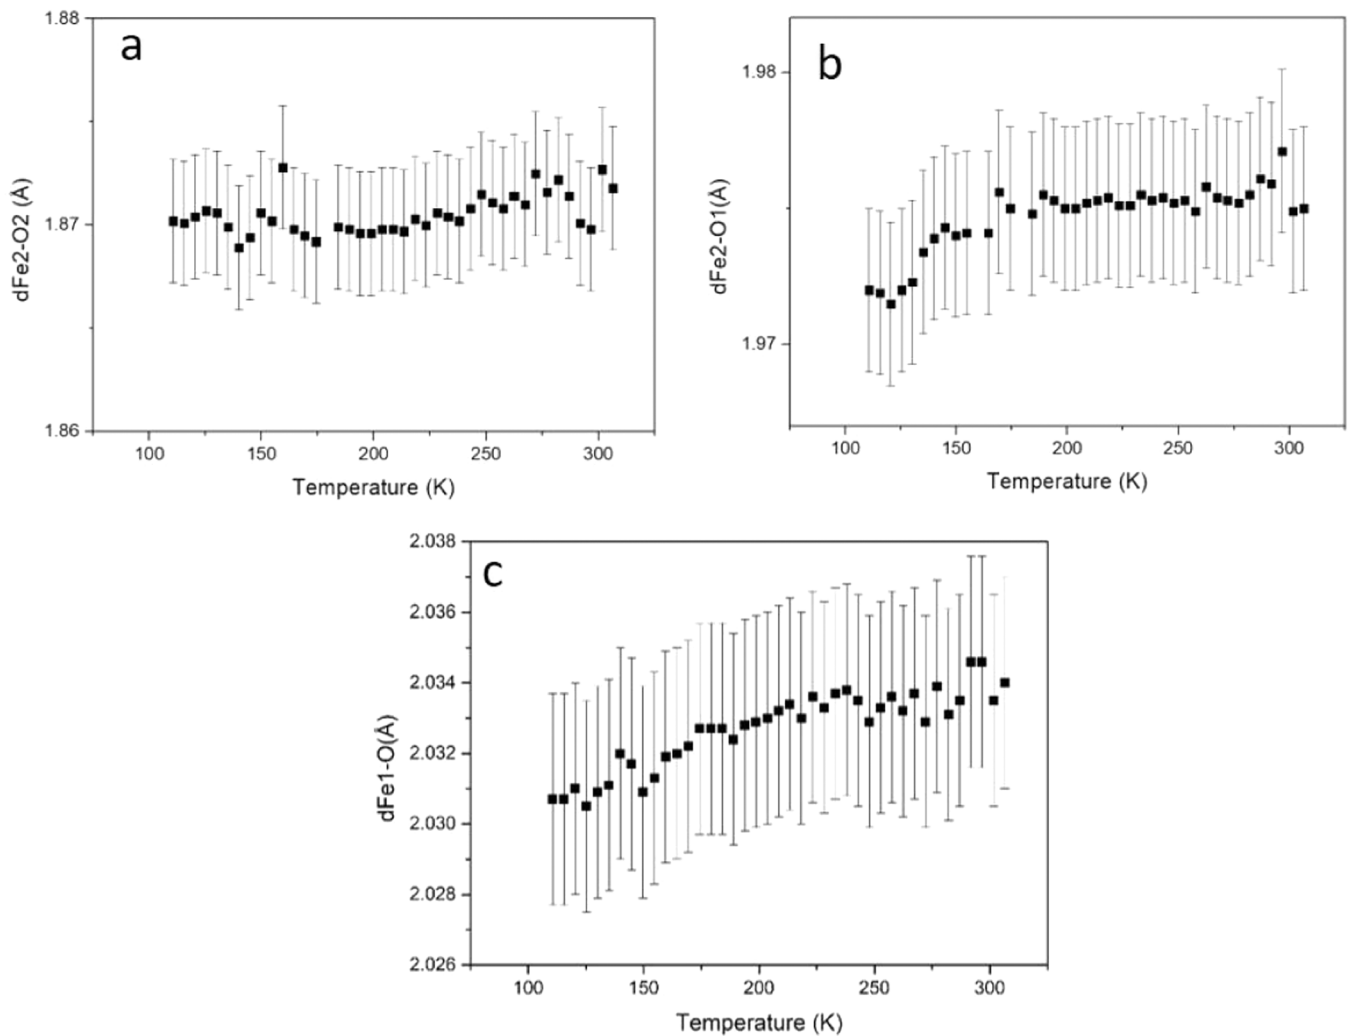 a
1.88
1.87
1.86
dFe2-O2 (Å)
100 150 200 250 300
Temperature (K)
b
1.98
1.97
dFe2-O1(Å)
100 150 200 250 300
Temperature (K)
c
2.038
2.036
2.034
2.032
2.030
2.028
2.026
dFe1-O(Å)
100 150 200 250 300
Temperature (K)